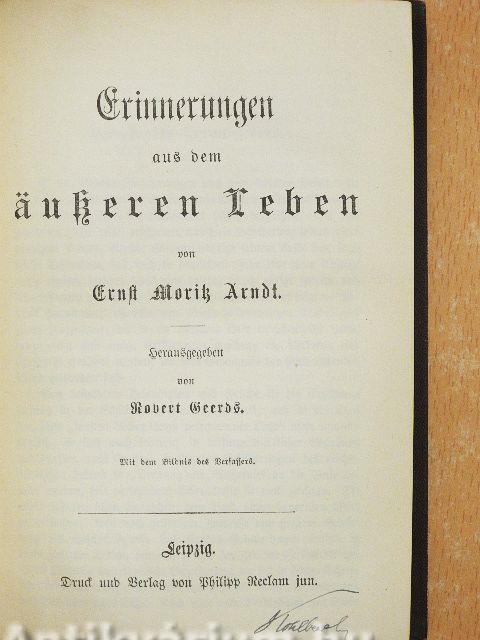 Erinnerungen
aus dem
äußeren Leben
von
Ernst Moritz Arndt.
Herausgegeben
von
Robert Geerds.
Mit dem Bildnis des Verfassers.
Leipzig.
Druck und Verlag von Philipp Reclam jun.